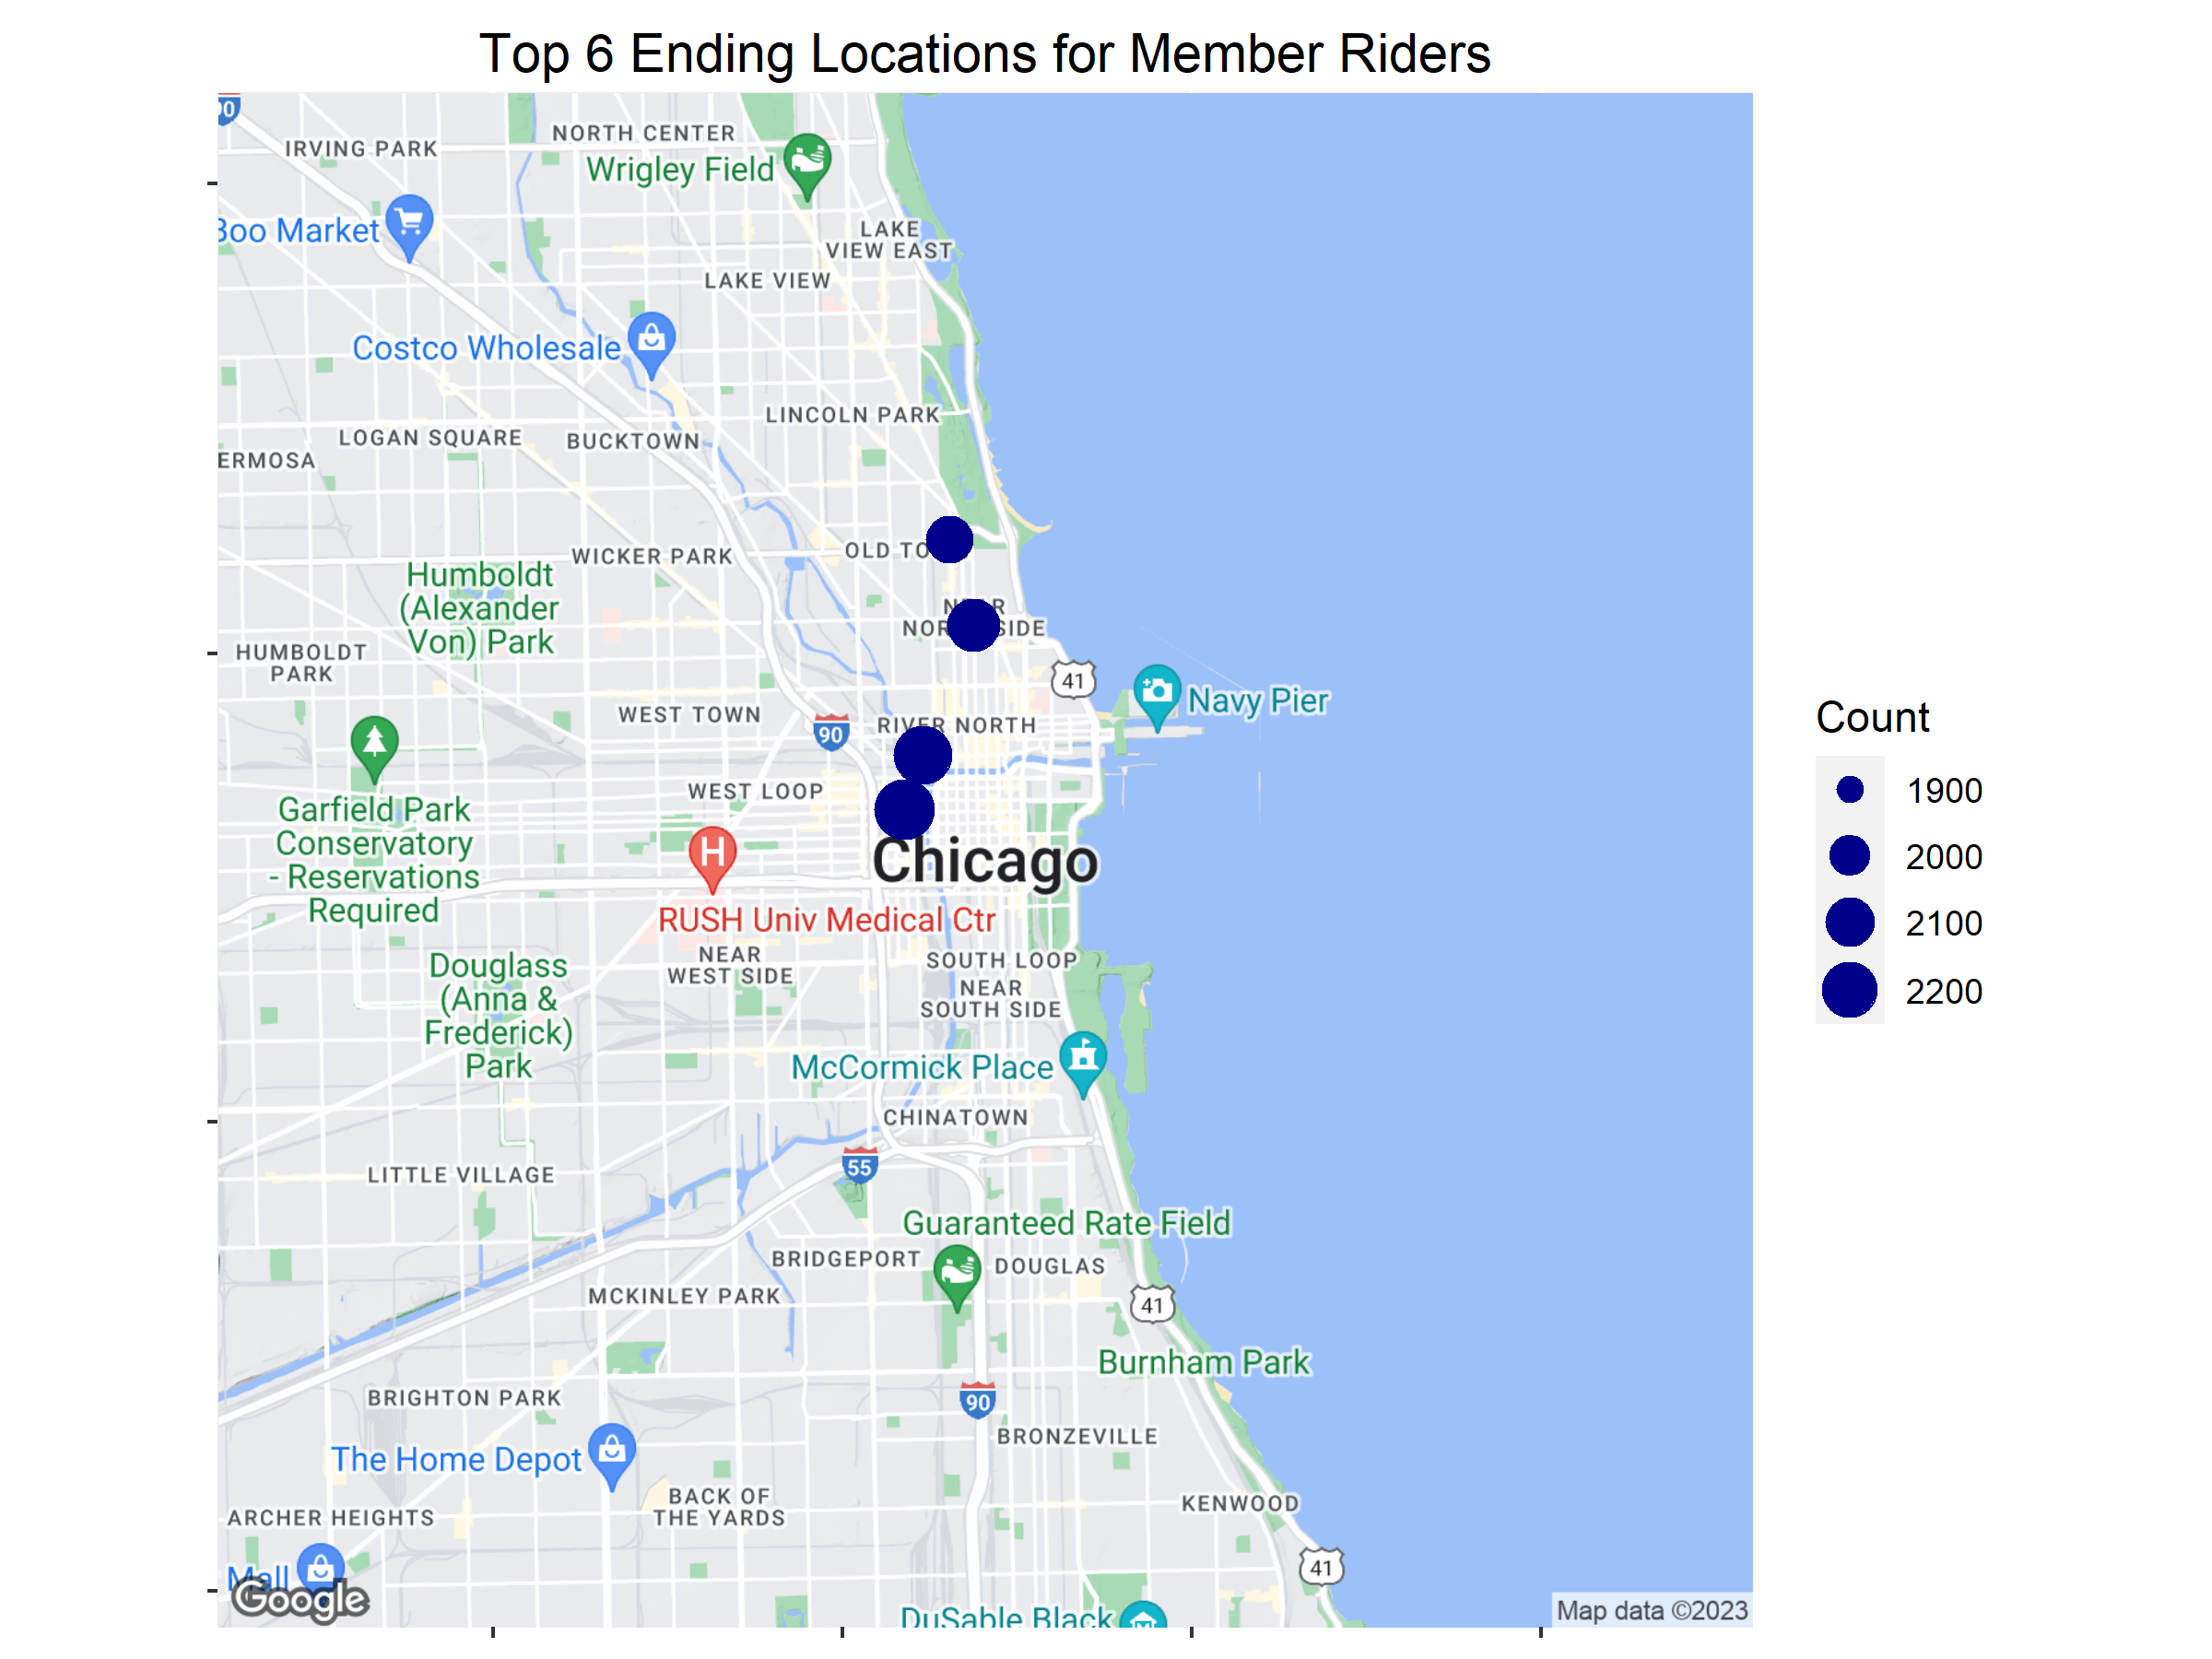 Top 6 Ending Locations for Member Riders
90
IRVING PARK
NORTH CENTER
Wrigley Field
Boo Market
LAKE
VIEW EAST
LAKE VIEW
Costco Wholesale
LINCOLN PARK
LOGAN SQUARE
BUCKTOWN
ERMOSA
OLD TO
WICKER PARK
Humboldt
(Alexander
Von) Park
NEAR
NOR SIDE
HUMBOLDT
PARK
41
Navy Pier
WEST TOWN
90
RIVER NORTH
WEST LOOP
Garfield Park
Conservatory
- Reservations
Required
H
Chicago
RUSH Univ Medical Ctr
NEAR
WEST SIDE
SOUTH LOOP
NEAR
SOUTH SIDE
Douglass
(Anna &
Frederick)
Park
McCormick Place
CHINATOWN
55
LITTLE VILLAGE
Guaranteed Rate Field
BRIDGEPORT
DOUGLAS
MCKINLEY PARK
41
Burnham Park
BRIGHTON PARK
90
BRONZEVILLE
The Home Depot
BACK OF
THE YARDS
KENWOOD
ARCHER HEIGHTS
41
Mall
Google
DuSable Black
Map data ©2023
Count
1900
2000
2100
2200